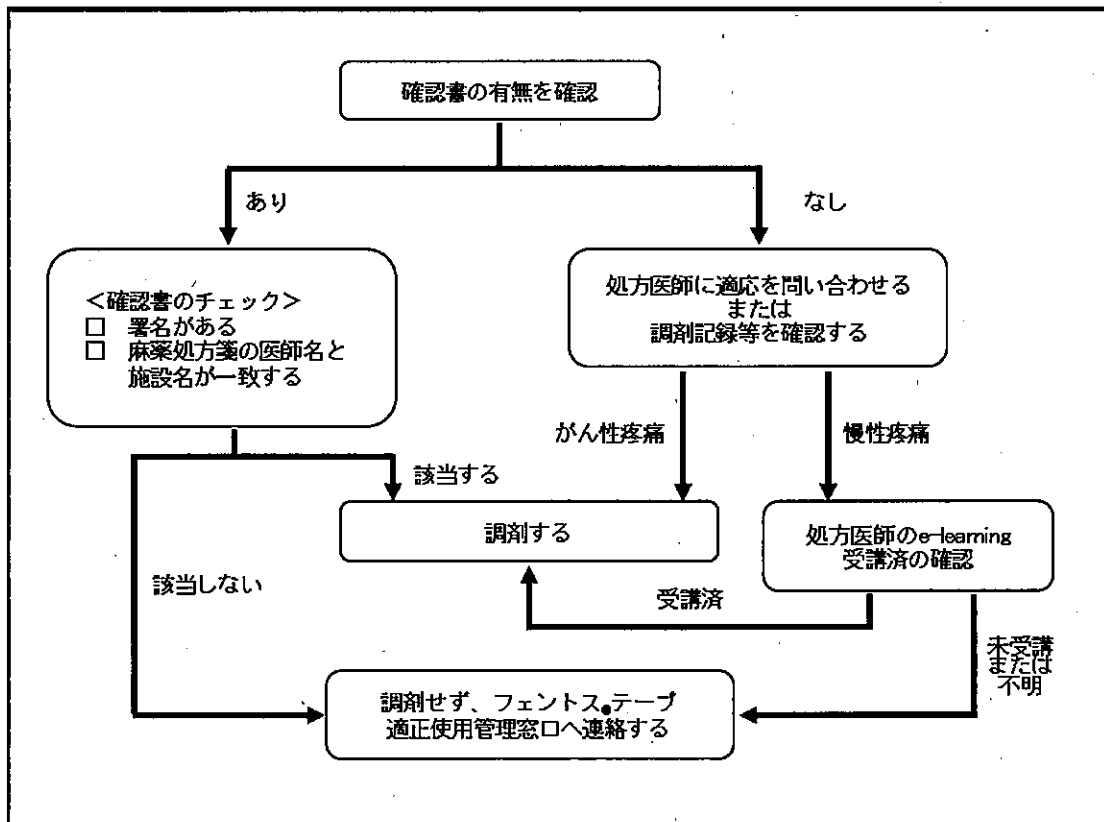 確認書の有無を確認
あり
なし
<確認書のチェック>
□ 署名がある
□ 麻薬処方箋の医師名と
施設名が一致する
処方医師に適応を問い合わせる
または
調剤記録等を確認する
がん性疼痛
慢性疼痛
該当する
調剤する
処方医師のe-learning
受講済の確認
該当しない
受講済
未受講
または
不明
調剤せず、フェントス®テープ
適正使用管理窓口へ連絡する